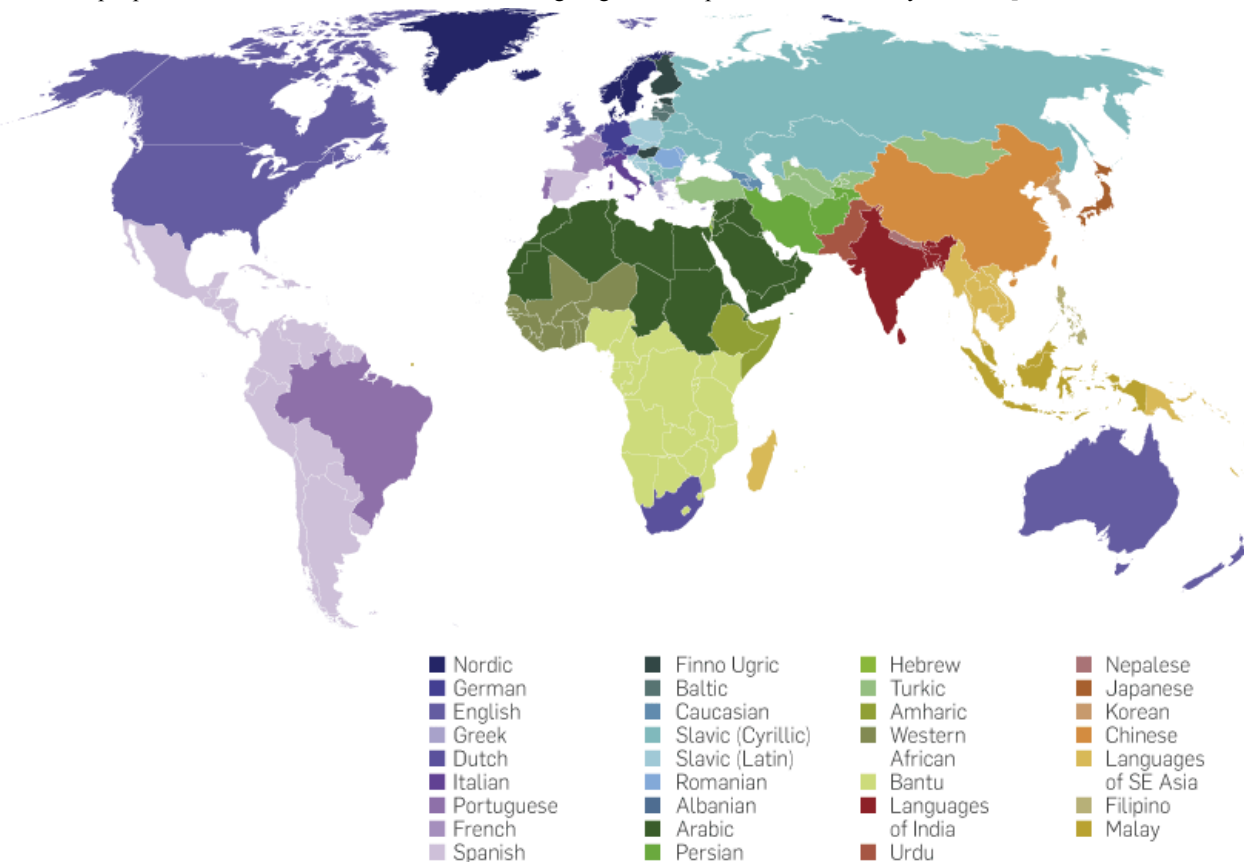 Nordic
German
English
Greek
Dutch
Italian
Portuguese
French
Spanish
Finno Ugric
Baltic
Caucasian
Slavic (Cyrillic)
Slavic (Latin)
Romanian
Albanian
Arabic
Persian
Hebrew
Turkic
Amharic
Western
African
Bantu
Languages
of India
Urdu
Nepalese
Japanese
Korean
Chinese
Languages
of SE Asia
Filipino
Malay